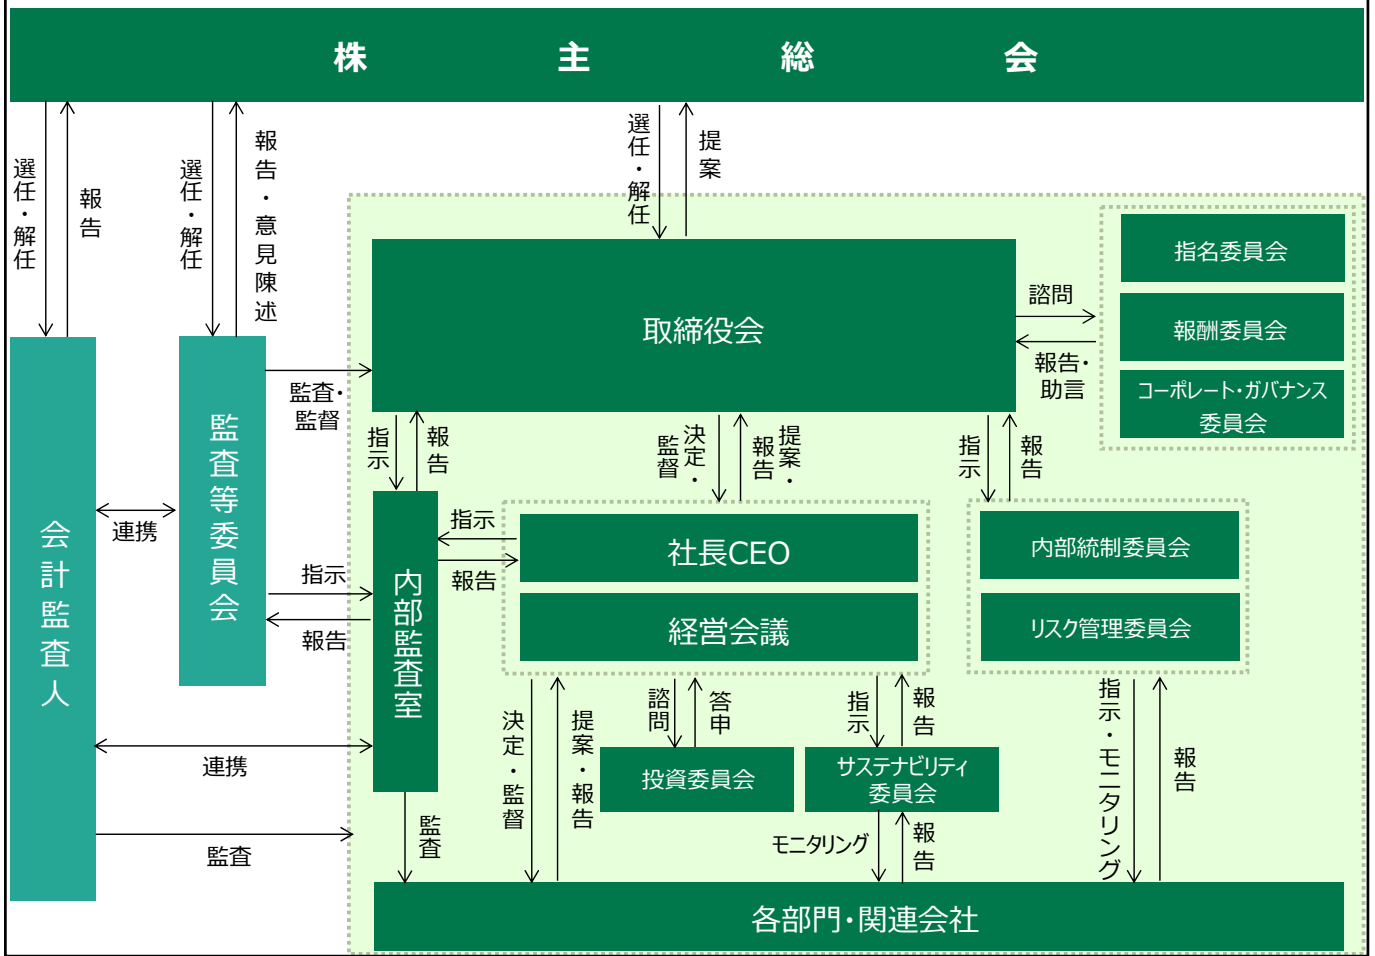 株主総会
選任・解任
報告
選任・解任
報告・意見陳述
選任・解任
提案
取締役会
諮問
報告・
助言
指名委員会
報酬委員会
コーポレート・ガバナンス
委員会
監査・
監督
会計監査人
監査等委員会
連携
指示
報告
決定・
監督
提案・
報告
指示
報告
内部監査室
指示
報告
社長CEO
経営会議
内部統制委員会
リスク管理委員会
指示
報告
連携
監査
監査
決定・監督
提案・報告
諮問
答申
投資委員会
指示
報告
サステナビリティ
委員会
モニタリング
報告
指示・モニタリング
報告
各部門・関連会社